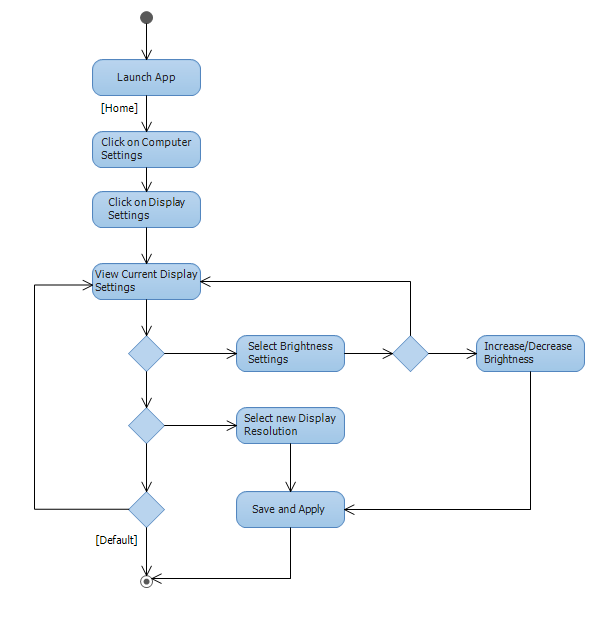 Launch App
[Home]
Click on Computer
Settings
Click on Display
Settings
View Current Display
Settings
Select Brightness
Settings
Increase/Decrease
Brightness
Select new Display
Resolution
Save and Apply
[Default]